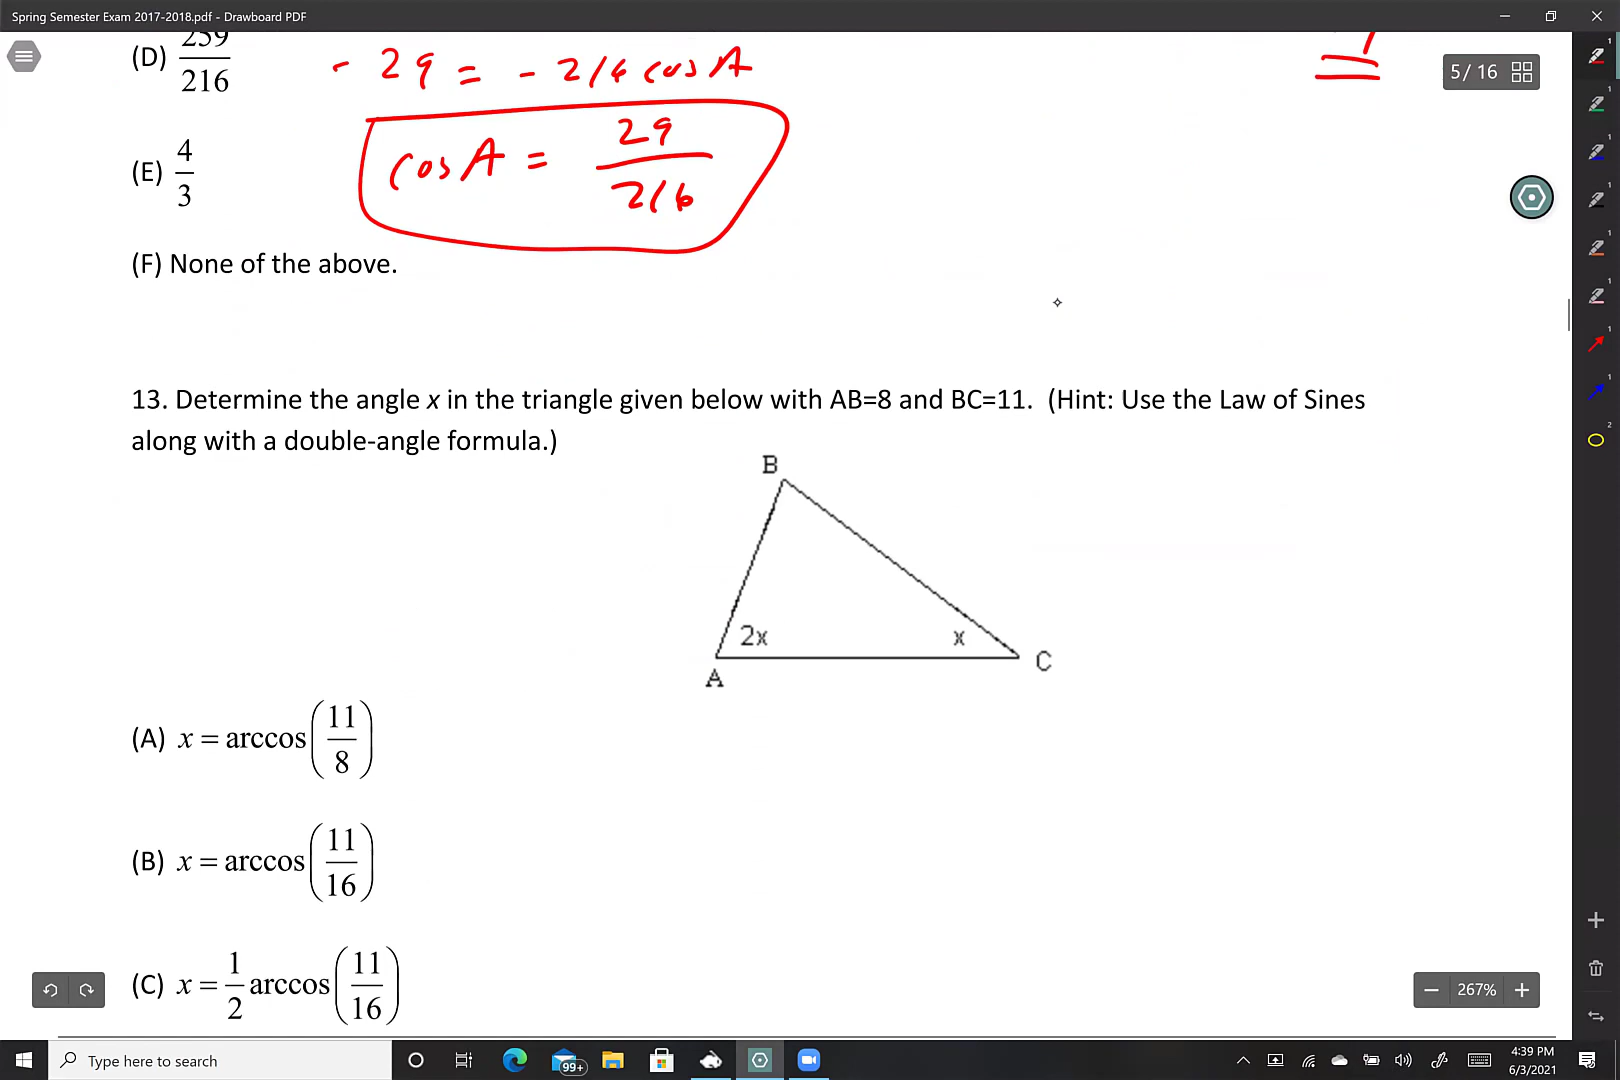 Spring Semester Exam 2017-2018.pdf - Drawboard PDF
5 / 16
(D) 259/216
- 29 = - 216 cos A
cos A = 29/216
(E) 4/3
(F) None of the above.
13. Determine the angle x in the triangle given below with AB=8 and BC=11. (Hint: Use the Law of Sines
along with a double-angle formula.)
B
2x
x
A
C
(A) x = arccos(11/8)
(B) x = arccos(11/16)
(C) x = 1/2 arccos(11/16)
267%
Type here to search
99+
4:39 PM
6/3/2021